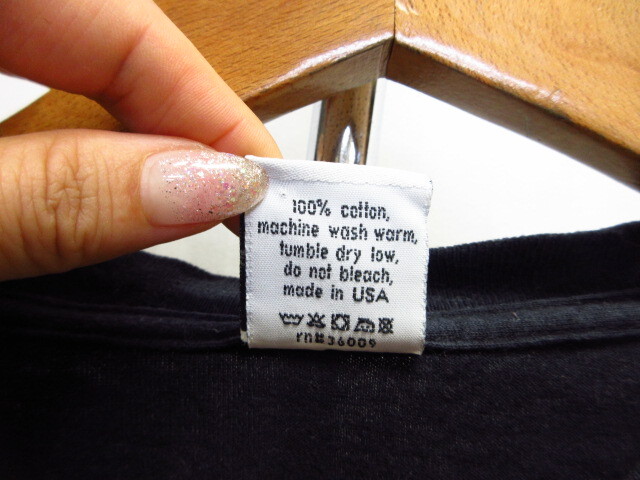 100% cotton,
machine wash warm,
tumble dry low,
do not bleach,
made in USA
rn#36009